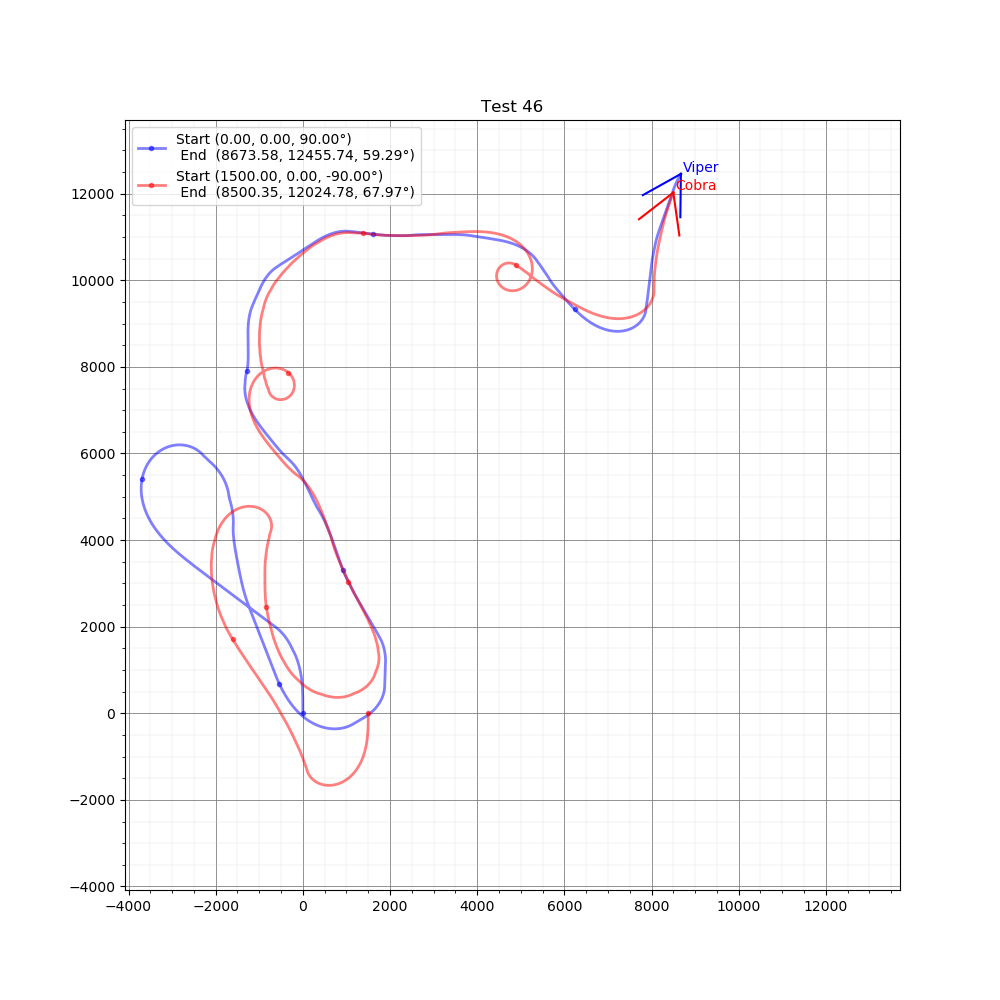 Test 46
Start (0.00, 0.00, 90.00°)
End (8673.58, 12455.74, 59.29°)
Start (1500.00, 0.00, -90.00°)
End (8500.35, 12024.78, 67.97°)
Viper
Cobra
12000
10000
8000
6000
4000
2000
0
−2000
−4000
−4000 −2000 0 2000 4000 6000 8000 10000 12000